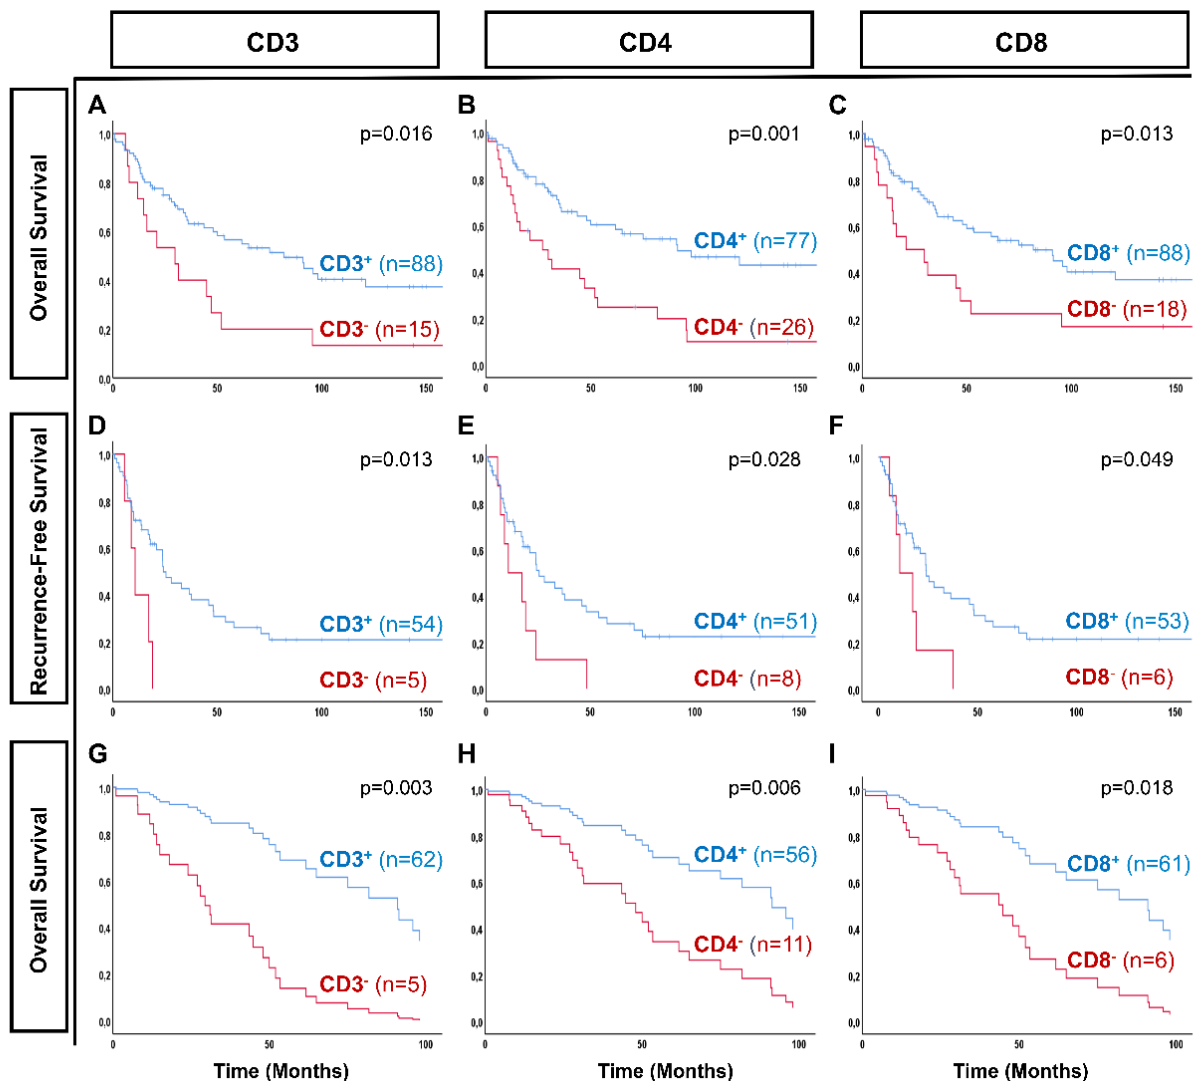 CD3
CD4
CD8
Overall Survival
A
p=0.016
1,0
0,8
0,6
0,4
0,2
0,0
0
50
100
150
CD3⁺ (n=88)
CD3⁻ (n=15)
B
p=0.001
1,0
0,8
0,6
0,4
0,2
0,0
0
50
100
150
CD4⁺ (n=77)
CD4⁻ (n=26)
C
p=0.013
1,0
0,8
0,6
0,4
0,2
0,0
0
50
100
150
CD8⁺ (n=88)
CD8⁻ (n=18)
Recurrence-Free Survival
D
p=0.013
1,0
0,8
0,6
0,4
0,2
0,0
0
50
100
150
CD3⁺ (n=54)
CD3⁻ (n=5)
E
p=0.028
1,0
0,8
0,6
0,4
0,2
0,0
0
50
100
150
CD4⁺ (n=51)
CD4⁻ (n=8)
F
p=0.049
1,0
0,8
0,6
0,4
0,2
0,0
0
50
100
150
CD8⁺ (n=53)
CD8⁻ (n=6)
Overall Survival
G
p=0.003
1,0
0,8
0,6
0,4
0,2
0,0
0
50
100
CD3⁺ (n=62)
CD3⁻ (n=5)
Time (Months)
H
p=0.006
1,0
0,8
0,6
0,4
0,2
0,0
0
50
100
CD4⁺ (n=56)
CD4⁻ (n=11)
Time (Months)
I
p=0.018
1,0
0,8
0,6
0,4
0,2
0,0
0
50
100
CD8⁺ (n=61)
CD8⁻ (n=6)
Time (Months)